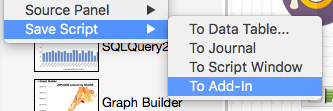 Source Panel
Save Script
To Data Table...
To Journal
To Script Window
To Add-In
SQLQuery2
Graph Builder